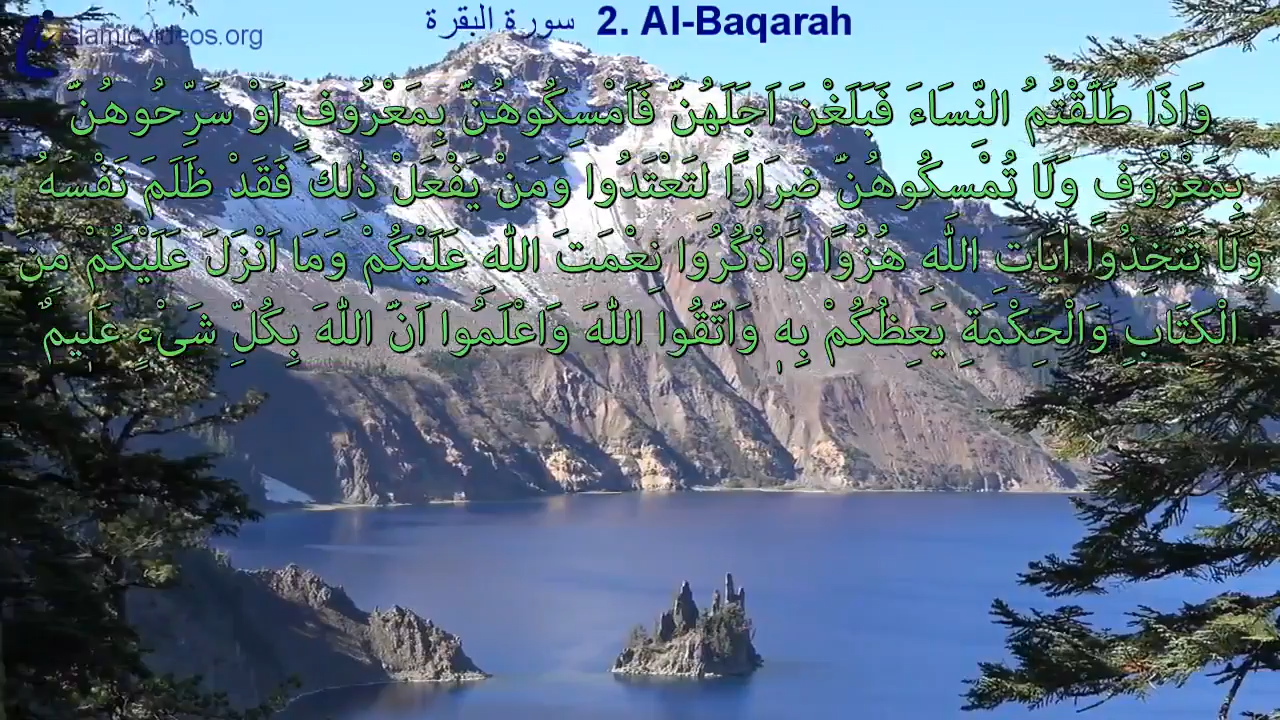 islamicvideos.org
سورة البقرة  2. Al-Baqarah
وَاِذَا طَلَّقْتُمُ النِّسَاءَ فَبَلَغْنَ اَجَلَهُنَّ فَاَمْسِكُوهُنَّ بِمَعْرُوفٍ اَوْ سَرِّحُوهُنَّ
بِمَعْرُوفٍ وَلَا تُمْسِكُوهُنَّ ضِرَارًا لِتَعْتَدُوا وَمَنْ يَفْعَلْ ذٰلِكَ فَقَدْ ظَلَمَ نَفْسَهُ
وَلَا تَتَّخِذُوا اٰيَاتِ اللّٰهِ هُزُوًا وَاذْكُرُوا نِعْمَتَ اللّٰهِ عَلَيْكُمْ وَمَا اَنْزَلَ عَلَيْكُمْ مِنَ
الْكِتَابِ وَالْحِكْمَةِ يَعِظُكُمْ بِهٖ وَاتَّقُوا اللّٰهَ وَاعْلَمُوا اَنَّ اللّٰهَ بِكُلِّ شَىْءٍ عَلٖيمٌ